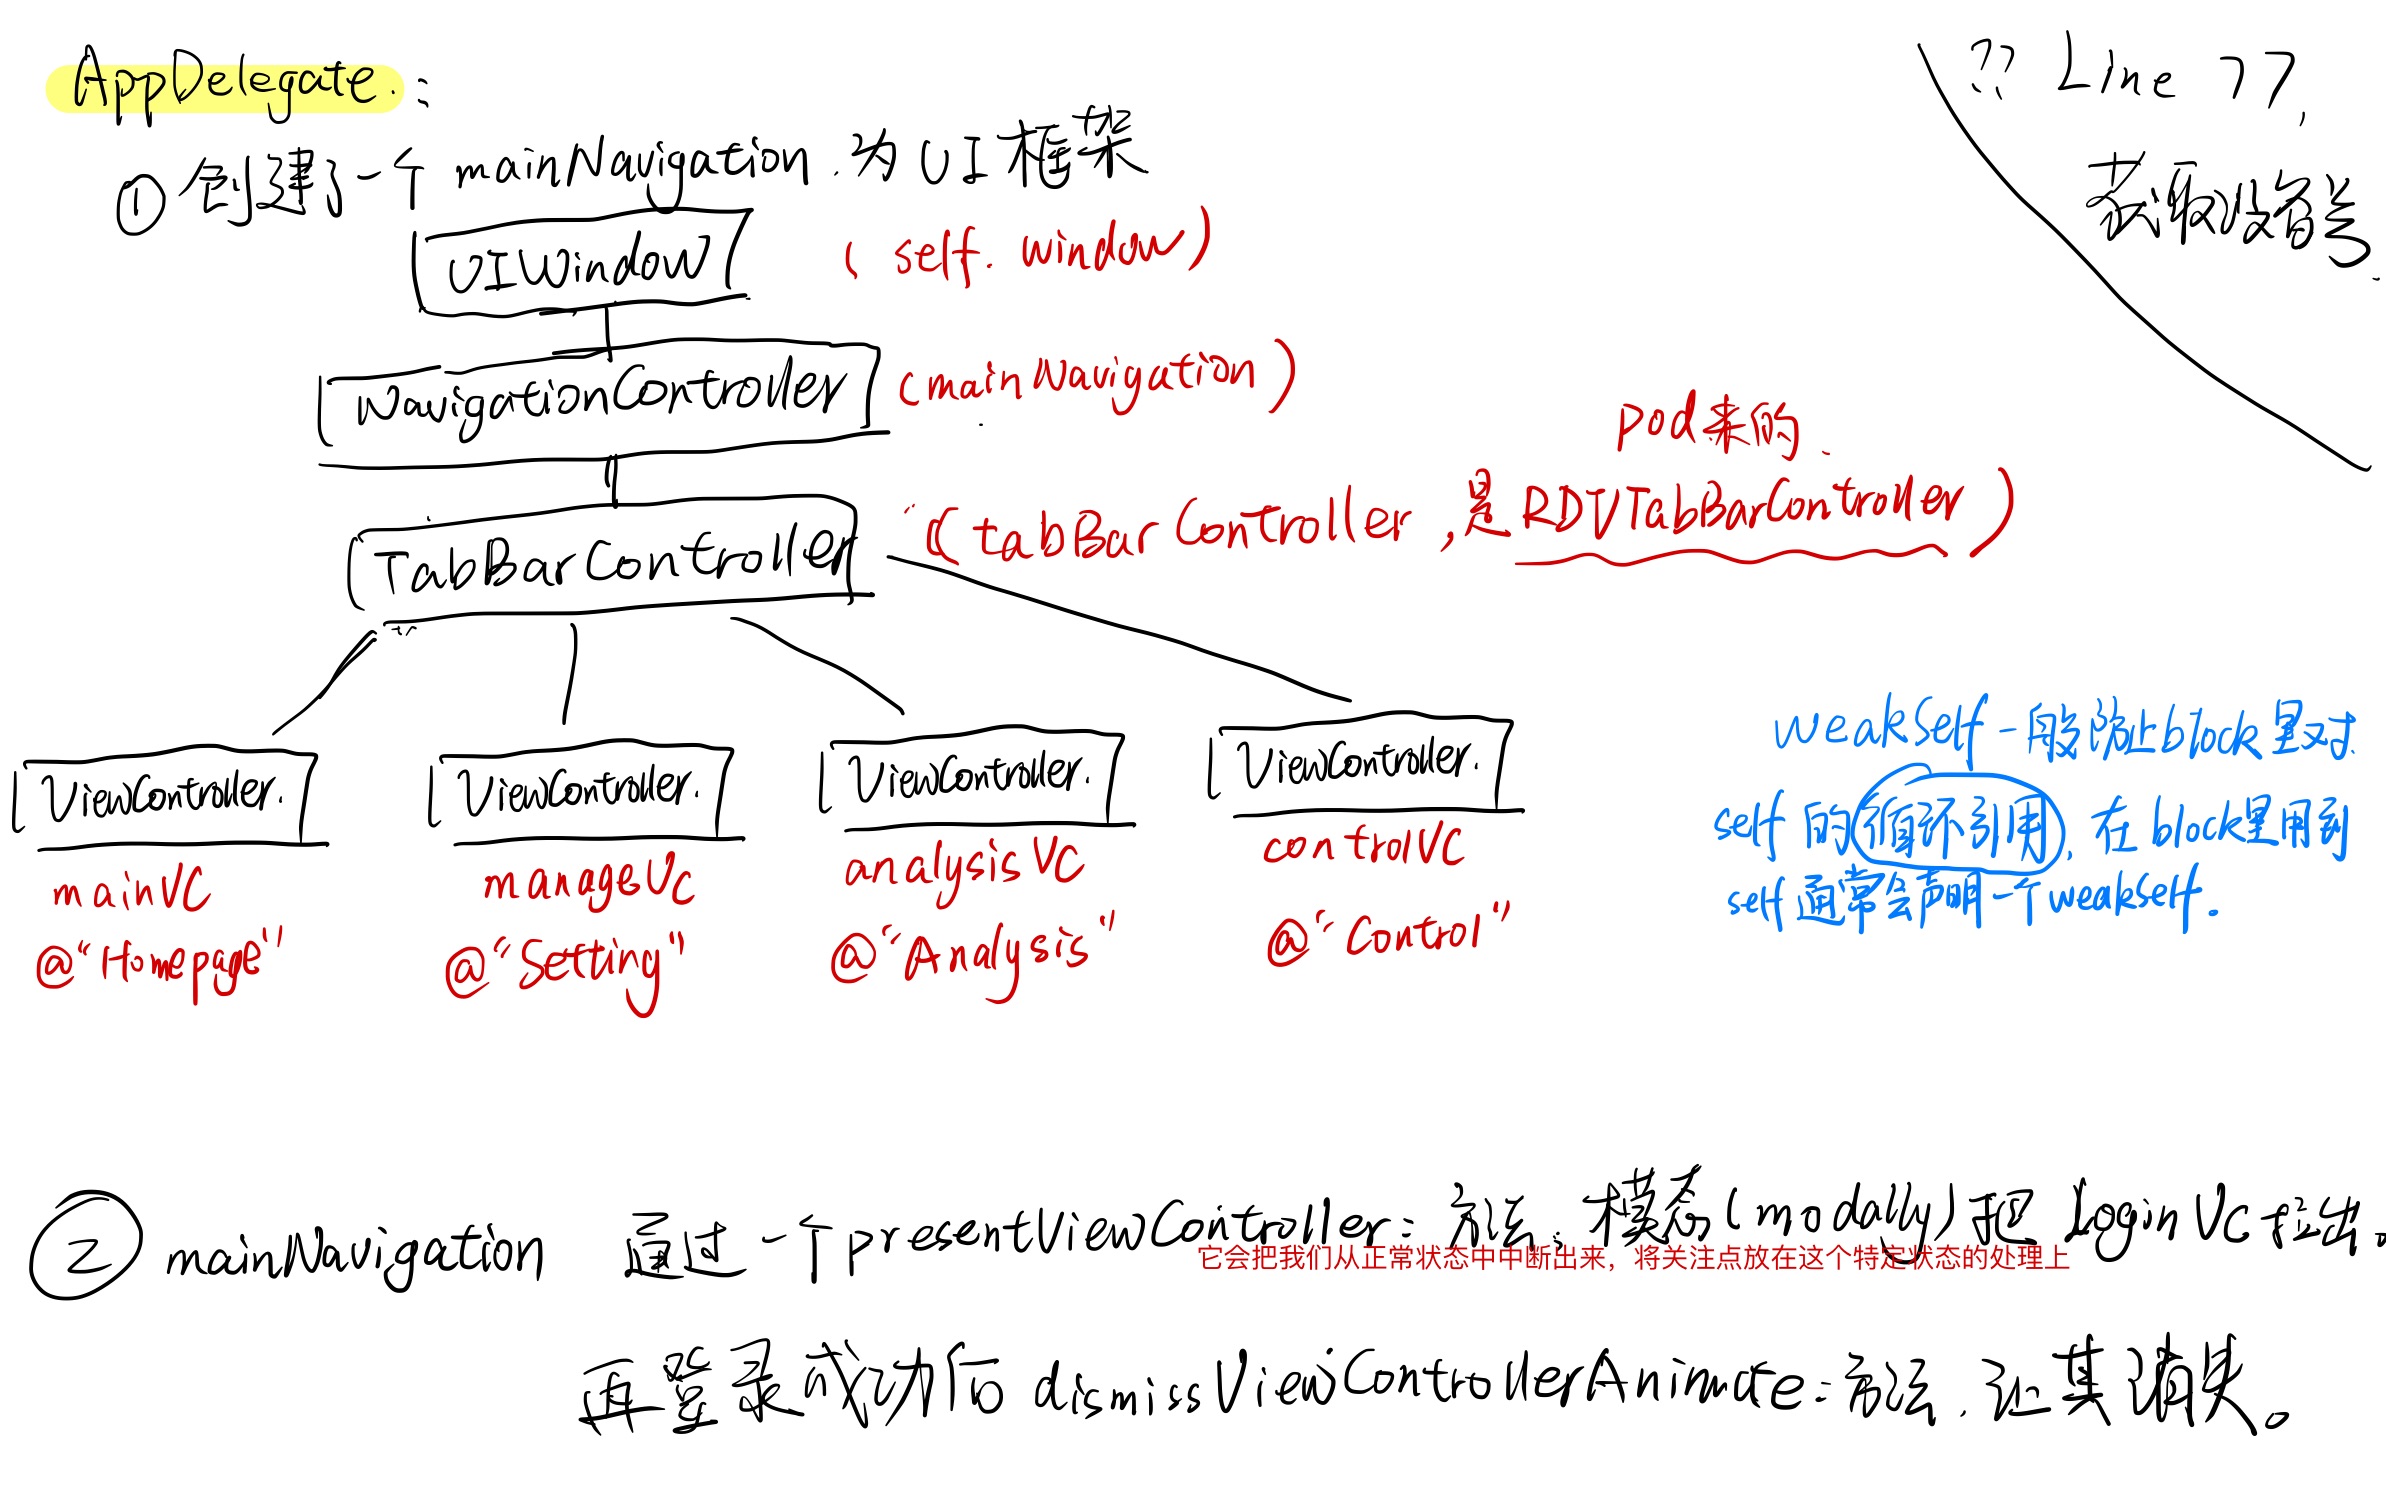 AppDelegate.:
?? Line 77,
获取设备号.
① 创建了一个 mainNavigation. 为 UI 框架
UIWindow
( self. window)
NavigationController
(mainNavigation)
pod来的.
TabBarController
(tabBarController, 是 RDVTabBarController)
weakSelf 一般防止block里对
self 的循环引用, 在 block里用到
self 通常会声明一个 weakself.
ViewController.
ViewController.
ViewController.
ViewController.
mainVC
manageVC
analysisVC
controlVC
@"Homepage"
@"Setting"
@"Analysis"
@"Control"
② mainNavigation 通过一个 presentViewController: 方法, 模态(modally)把 LoginVC 拉出。
它会把我们从正常状态中中断出来，将关注点放在这个特定状态的处理上
再登录成功后 dismissViewControllerAnimate: 方法, 让其消失。